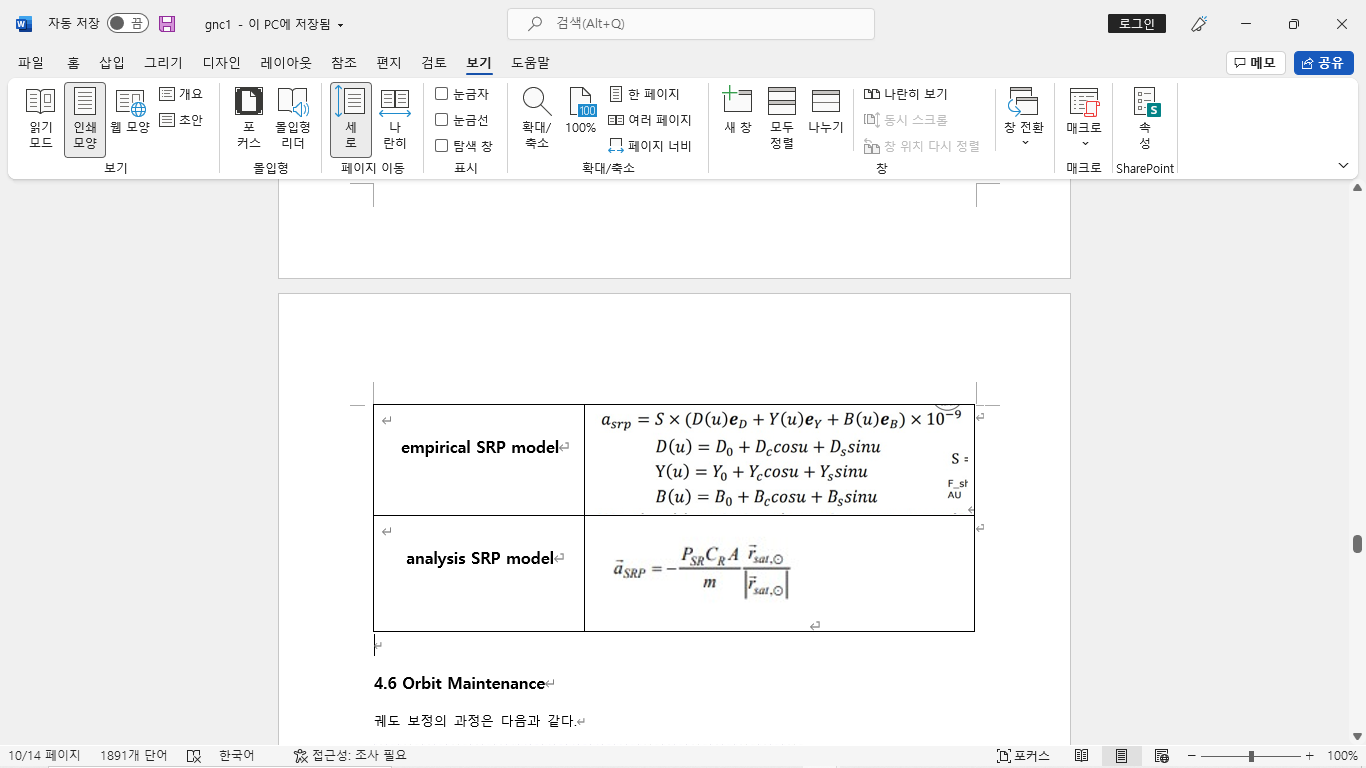 자동 저장 끔 gnc1 - 이 PC에 저장됨 검색(Alt+Q) 로그인
파일 홈 삽입 그리기 디자인 레이아웃 참조 편지 검토 보기 도움말 메모 공유
읽기 모드
인쇄 모양
웹 모양
개요
초안
보기
포커스
몰입형 리더
몰입형
세로
나란히
페이지 이동
눈금자
눈금선
탐색 창
표시
확대/축소
100
100%
한 페이지
여러 페이지
페이지 너비
확대/축소
새 창
모두 정렬
나누기
나란히 보기
동시 스크롤
창 위치 다시 정렬
창 전환
창
매크로
매크로
속성
SharePoint
empirical SRP model
a_srp = S × (D(u)e_D + Y(u)e_Y + B(u)e_B) × 10^−9
D(u) = D_0 + D_c cosu + D_s sinu
Y(u) = Y_0 + Y_c cosu + Y_s sinu
B(u) = B_0 + B_c cosu + B_s sinu
S =
AU
analysis SRP model
a⃗_SRP = − P_SR C_R A / m r⃗_sat,⊙ / |r⃗_sat,⊙|
4.6 Orbit Maintenance
궤도 보정의 과정은 다음과 같다.
10/14 페이지 1891개 단어 한국어 접근성: 조사 필요 포커스 100%